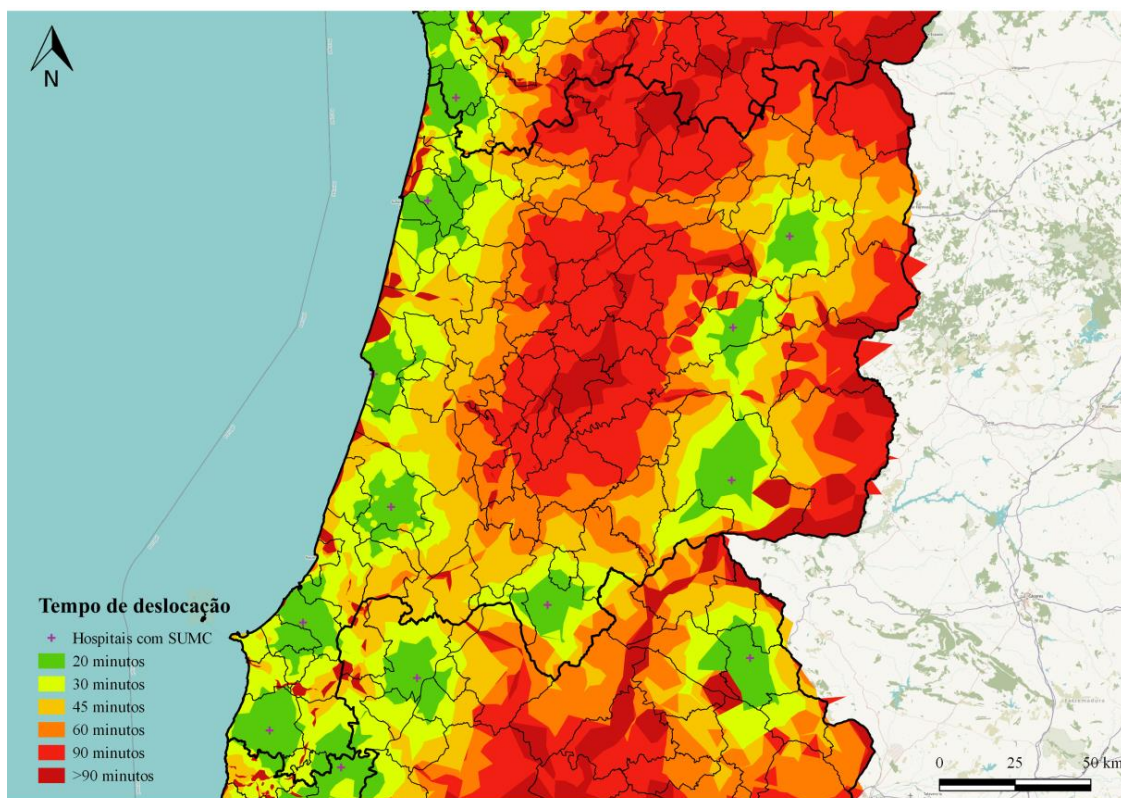 N
Tempo de deslocação
Hospitais com SUMC
20 minutos
30 minutos
45 minutos
60 minutos
90 minutos
>90 minutos
0 25 50 km